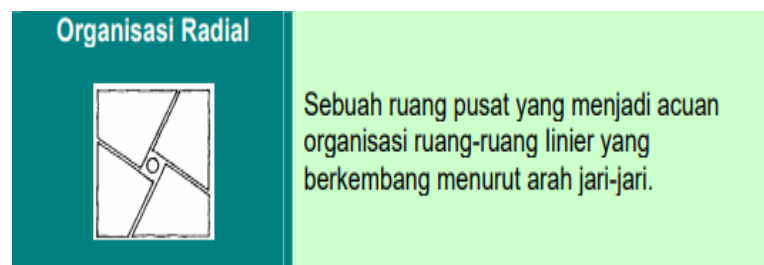 Organisasi Radial
Sebuah ruang pusat yang menjadi acuan
organisasi ruang-ruang linier yang
berkembang menurut arah jari-jari.